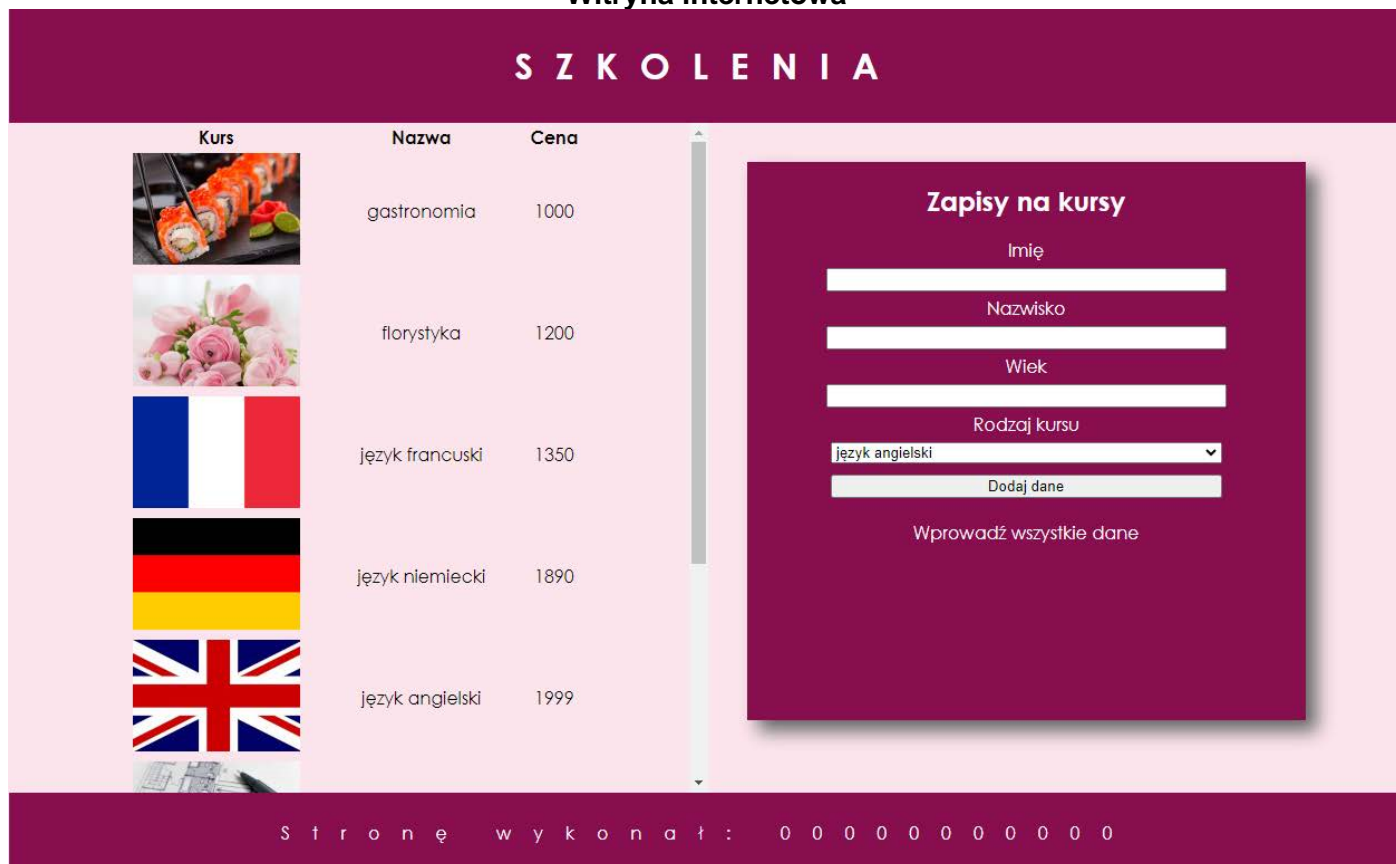 Witryna internetowa
S Z K O L E N I A
Kurs Nazwa Cena
gastronomia 1000
florystyka 1200
język francuski 1350
język niemiecki 1890
język angielski 1999
Zapisy na kursy
Imię
Nazwisko
Wiek
Rodzaj kursu
język angielski
Dodaj dane
Wprowadź wszystkie dane
S t r o n ę w y k o n a ł : 0 0 0 0 0 0 0 0 0 0 0